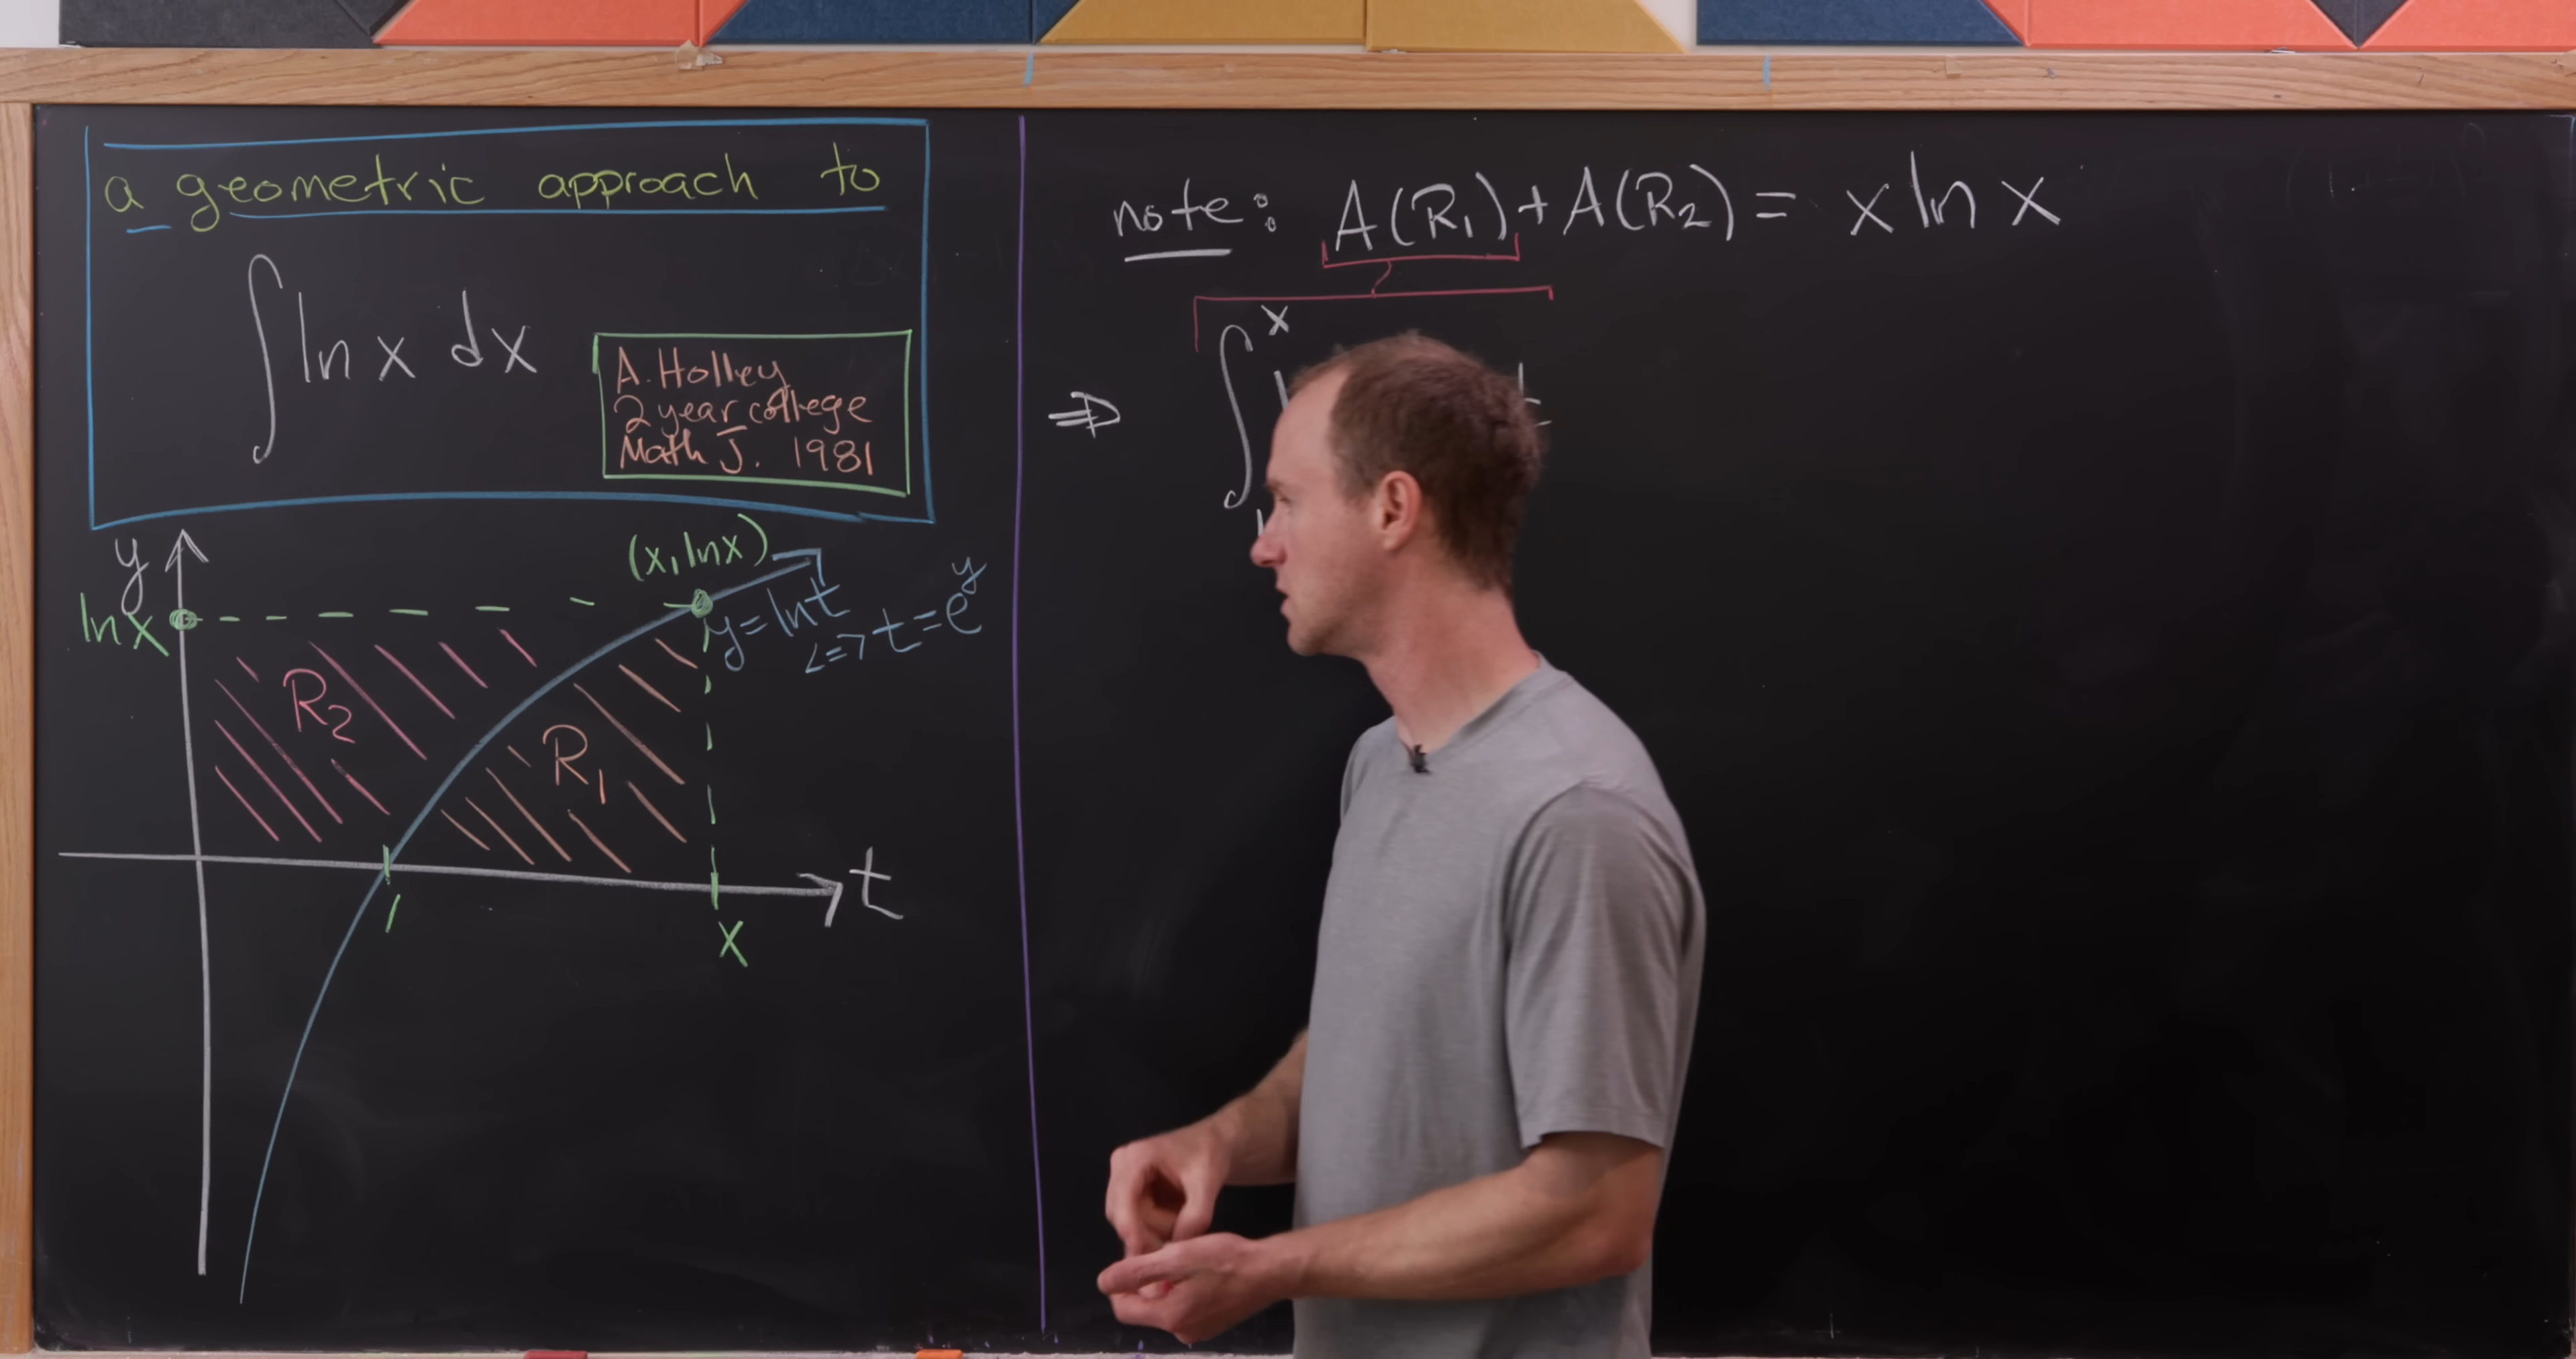 a geometric approach to
∫ ln x dx
A. Holley
2 year college
Math J. 1981
y
(x, ln x)
ln x
y = ln t
<=> t = e^y
R₂
R₁
t
1
x
note: A(R₁) + A(R₂) = x ln x
⇒ ∫ x